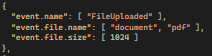 {
"event.name": [ "FileUploaded" ],
"event.file.name": [ "document", "pdf" ],
"event.file.size": [ 1024 ]
},